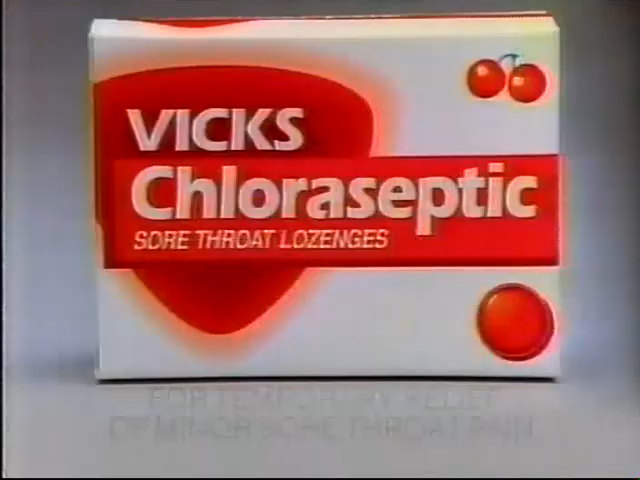 VICKS
Chloraseptic
SORE THROAT LOZENGES
FOR TEMPORARY RELIEF
OF MINOR SORE THROAT PAIN